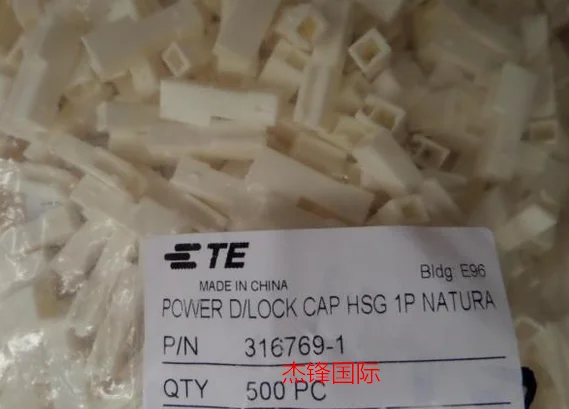 TE
Bldg: E96
MADE IN CHINA
POWER D/LOCK CAP HSG 1P NATURA
P/N 316769-1
QTY 500 PC
杰锋国际